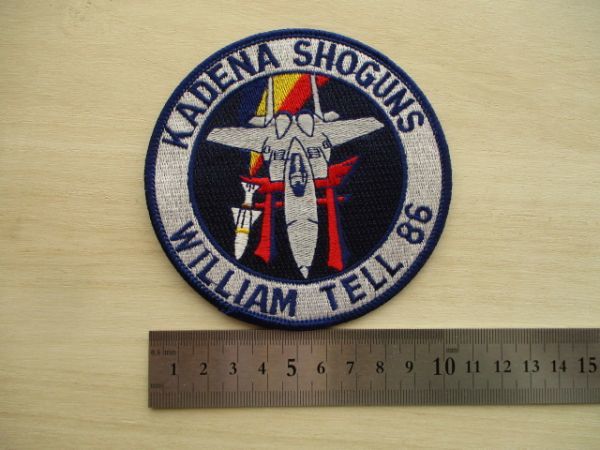 KADENA SHOGUNS
WILLIAM TELL 86
1 2 3 4 5 6 7 8 9 10 11 12 13 14 15